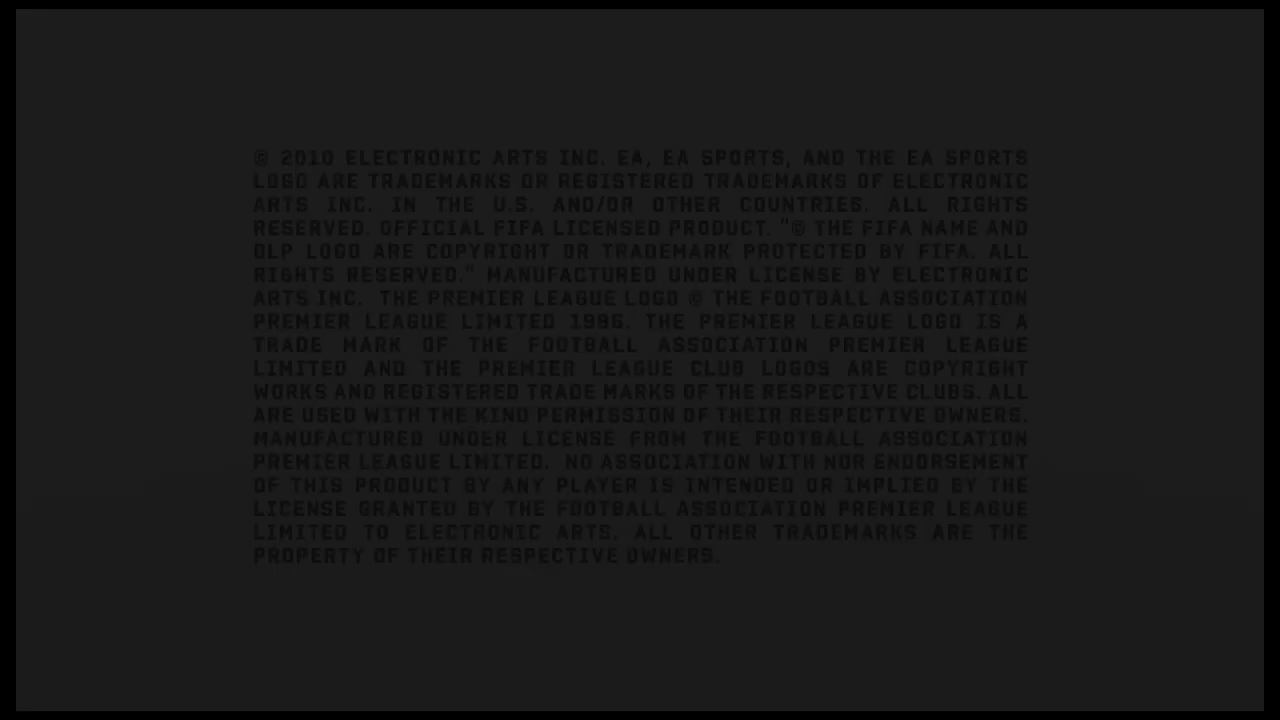 © 2010 ELECTRONIC ARTS INC. EA, EA SPORTS, AND THE EA SPORTS
LOGO ARE TRADEMARKS OR REGISTERED TRADEMARKS OF ELECTRONIC
ARTS INC. IN THE U.S. AND/OR OTHER COUNTRIES. ALL RIGHTS
RESERVED. OFFICIAL FIFA LICENSED PRODUCT. "© THE FIFA NAME AND
OLP LOGO ARE COPYRIGHT OR TRADEMARK PROTECTED BY FIFA. ALL
RIGHTS RESERVED." MANUFACTURED UNDER LICENSE BY ELECTRONIC
ARTS INC. THE PREMIER LEAGUE LOGO © THE FOOTBALL ASSOCIATION
PREMIER LEAGUE LIMITED 1996. THE PREMIER LEAGUE LOGO IS A
TRADE MARK OF THE FOOTBALL ASSOCIATION PREMIER LEAGUE
LIMITED AND THE PREMIER LEAGUE CLUB LOGOS ARE COPYRIGHT
WORKS AND REGISTERED TRADE MARKS OF THE RESPECTIVE CLUBS. ALL
ARE USED WITH THE KIND PERMISSION OF THEIR RESPECTIVE OWNERS.
MANUFACTURED UNDER LICENSE FROM THE FOOTBALL ASSOCIATION
PREMIER LEAGUE LIMITED. NO ASSOCIATION WITH NOR ENDORSEMENT
OF THIS PRODUCT BY ANY PLAYER IS INTENDED OR IMPLIED BY THE
LICENSE GRANTED BY THE FOOTBALL ASSOCIATION PREMIER LEAGUE
LIMITED TO ELECTRONIC ARTS. ALL OTHER TRADEMARKS ARE THE
PROPERTY OF THEIR RESPECTIVE OWNERS.